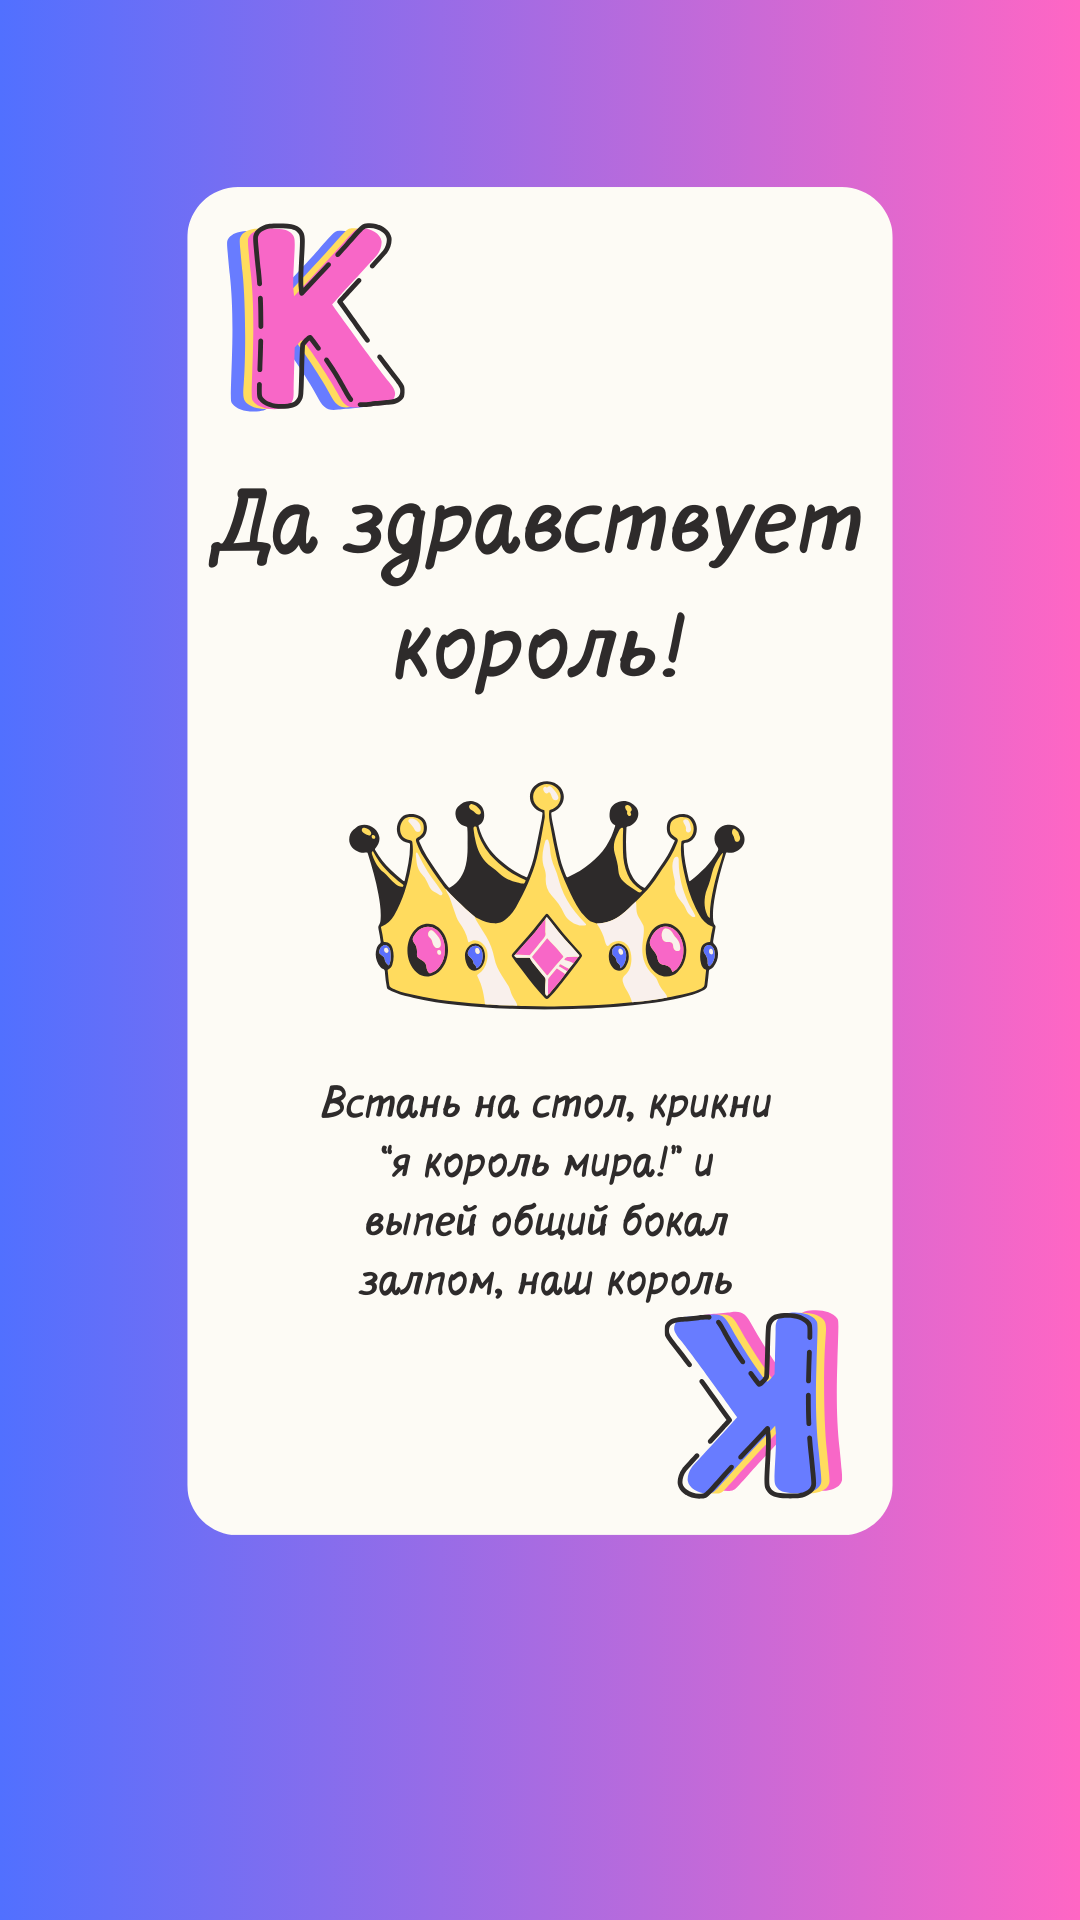 К
Да здравствует
король!
Встань на стол, крикни
“я король мира!” и
выпей общий бокал
залпом, наш король
К